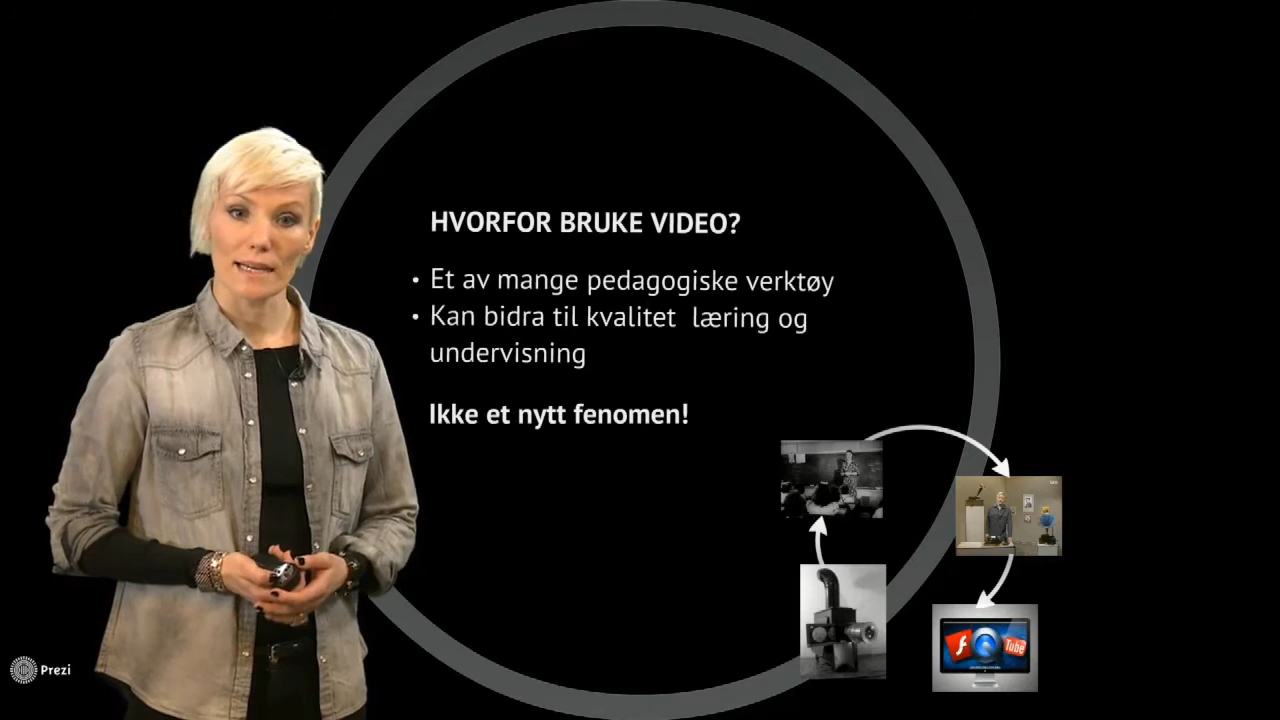 HVORFOR BRUKE VIDEO?
• Et av mange pedagogiske verktøy
• Kan bidra til kvalitet læring og
undervisning
Ikke et nytt fenomen!
Tube
Prezi